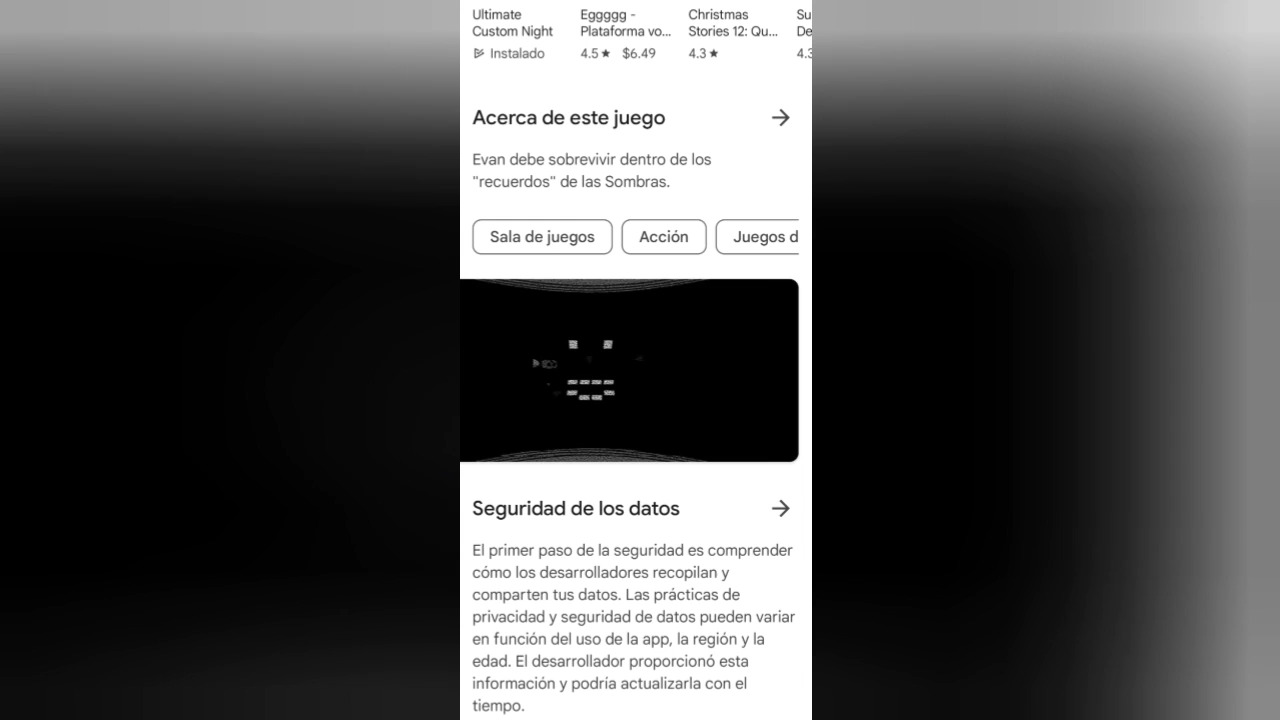 Ultimate
Custom Night
Instalado
Eggggg -
Plataforma vo...
4.5★ $6.49
Christmas
Stories 12: Qu...
4.3★
Su
De
4.3
Acerca de este juego
Evan debe sobrevivir dentro de los
"recuerdos" de las Sombras.
Sala de juegos
Acción
Juegos d
Seguridad de los datos
El primer paso de la seguridad es comprender
cómo los desarrolladores recopilan y
comparten tus datos. Las prácticas de
privacidad y seguridad de datos pueden variar
en función del uso de la app, la región y la
edad. El desarrollador proporcionó esta
información y podría actualizarla con el
tiempo.